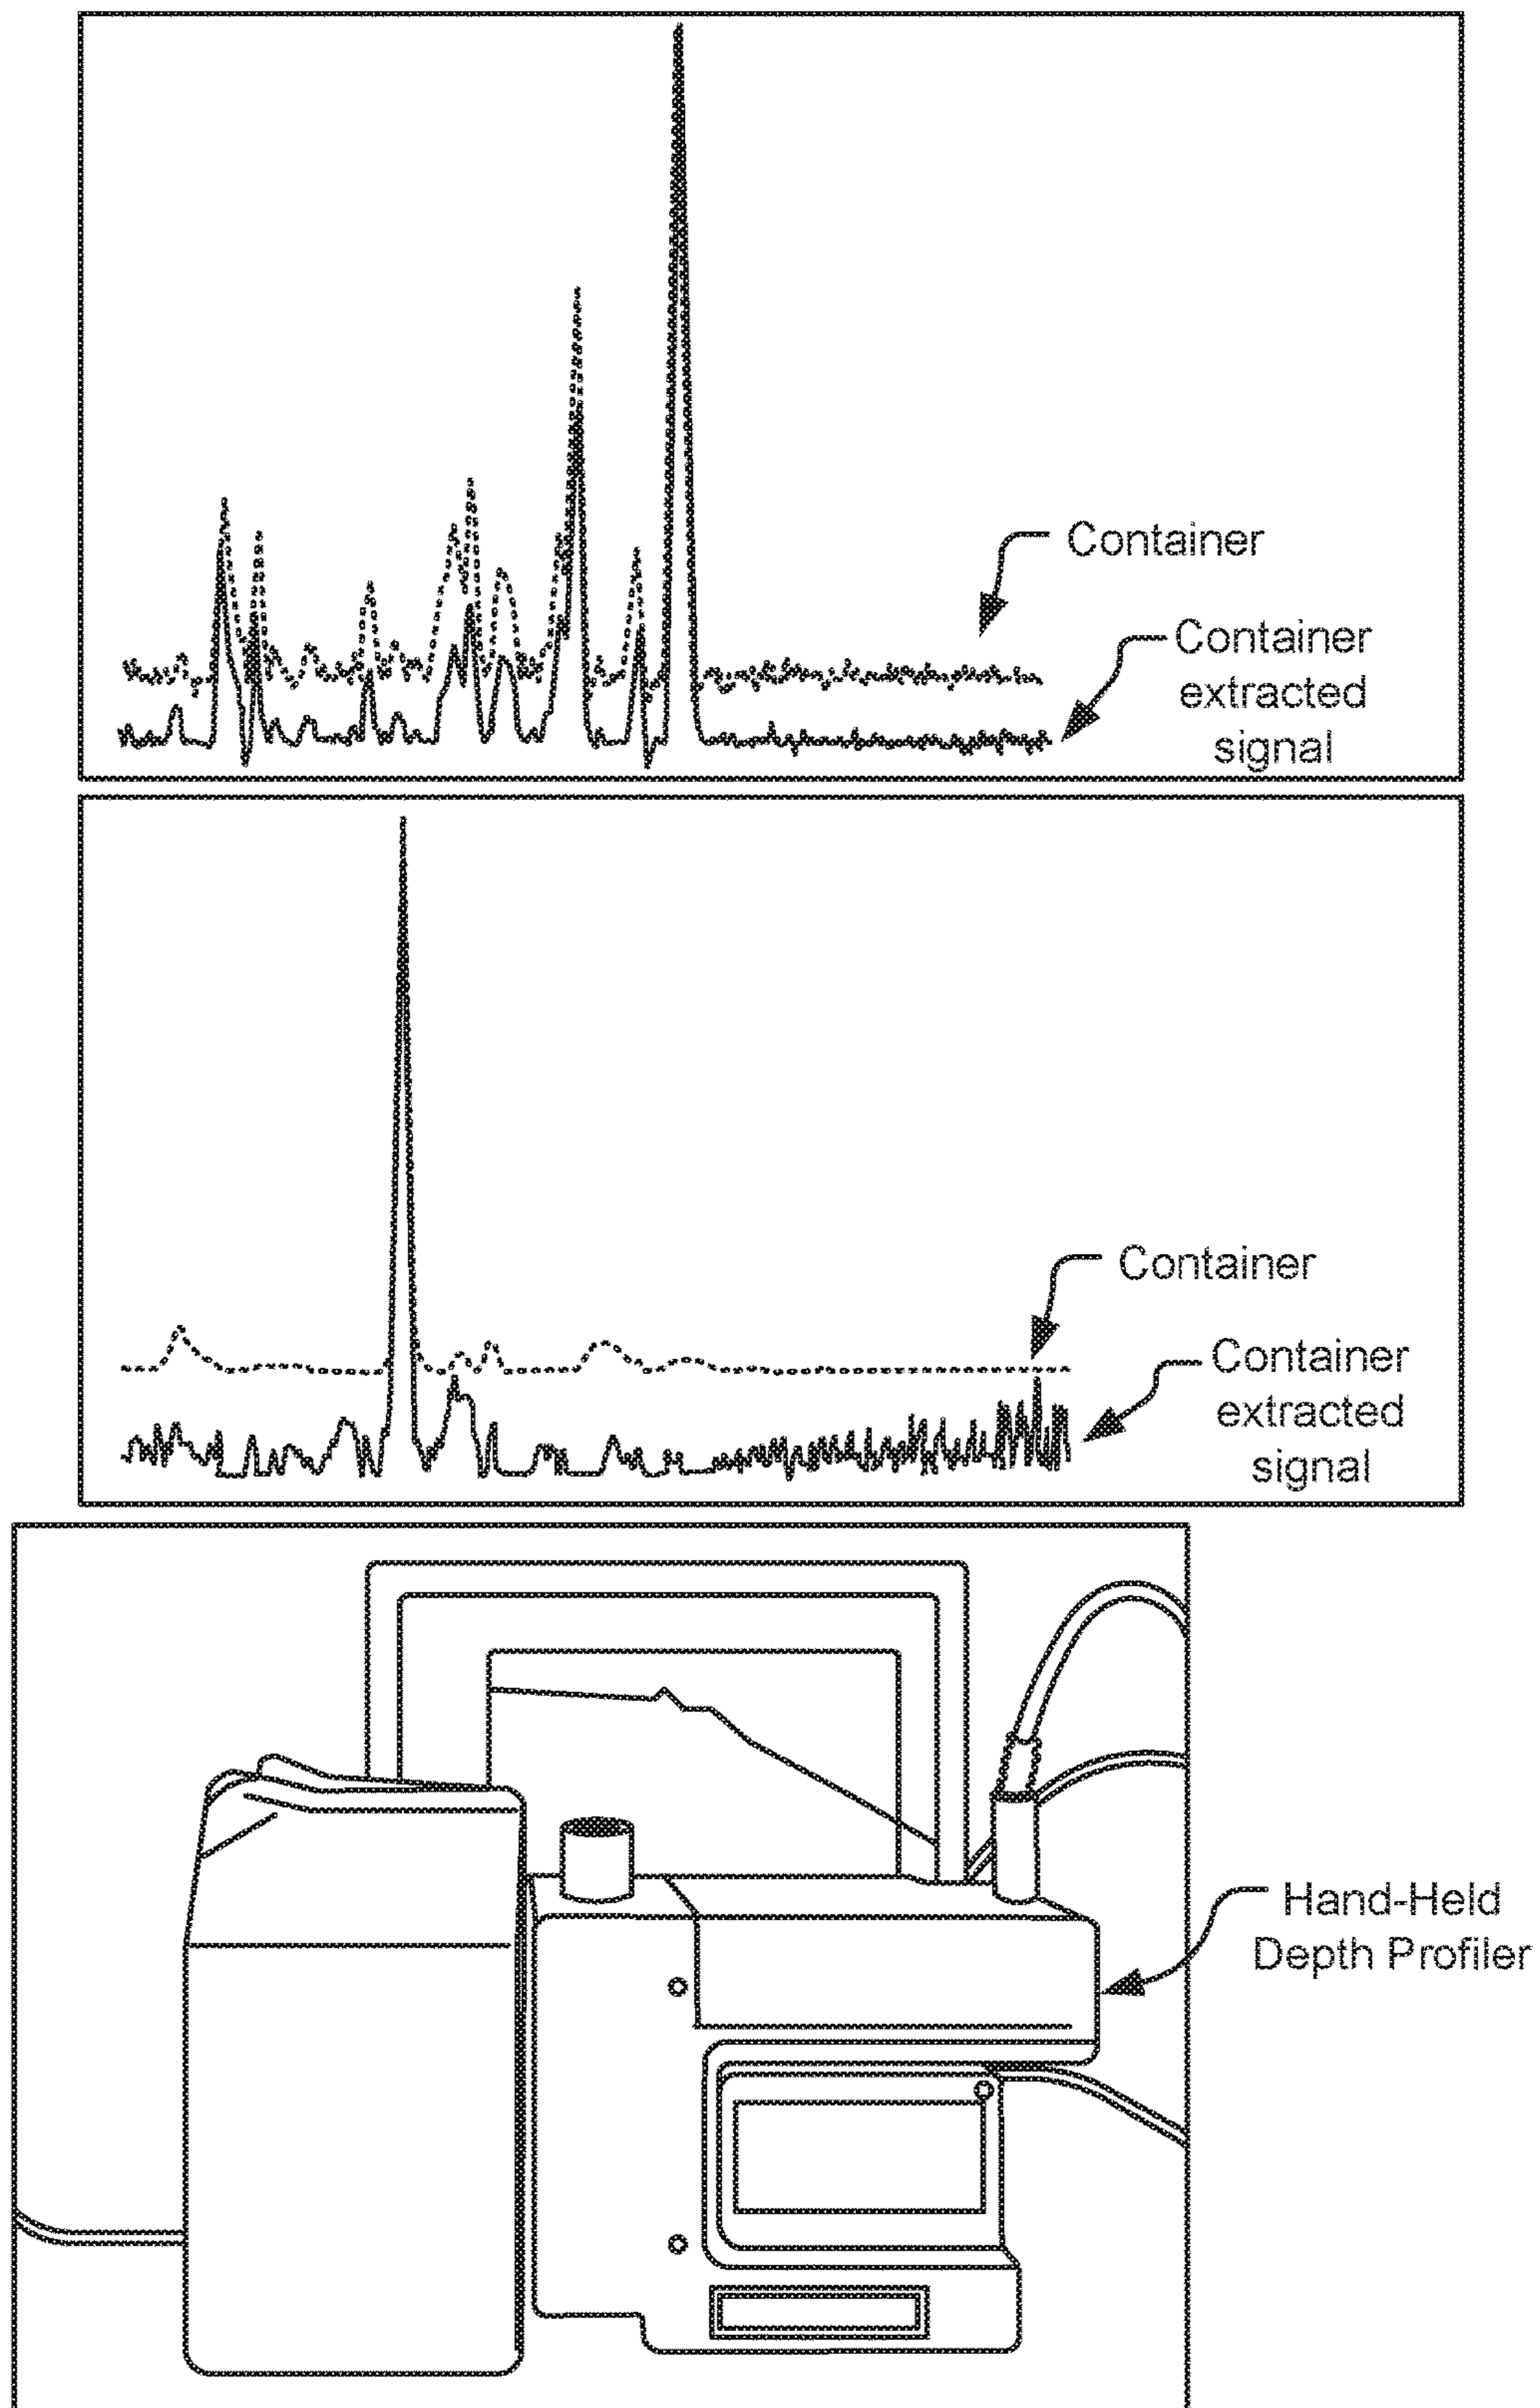 Container
Container
extracted
signal
Container
Container
extracted
signal
Hand-Held
Depth Profiler